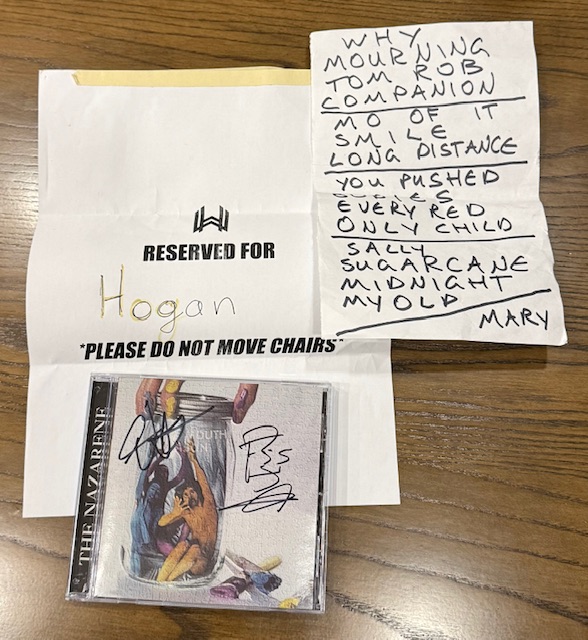 WHY
MOURNING
TOM ROB
COMPANION
MO OF IT
SMILE
LONG DISTANCE
YOU PUSHED
EVERY RED
ONLY CHILD
SALLY
SUGARCANE
MIDNIGHT
MY OLD
MARY
RESERVED FOR
Hogan
*PLEASE DO NOT MOVE CHAIRS*
THE NAZARENE